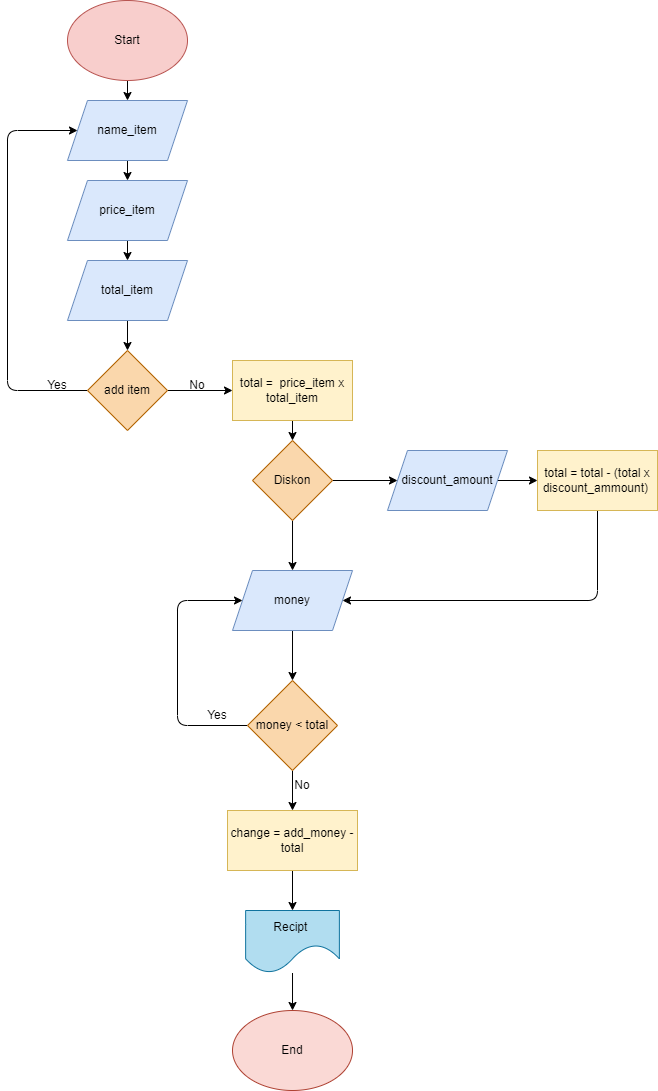 Start
name_item
price_item
total_item
add item
Yes
No
total =  price_item x
total_item
Diskon
discount_amount
total = total - (total x
discount_ammount)
money
money < total
Yes
No
change = add_money -
total
Recipt
End